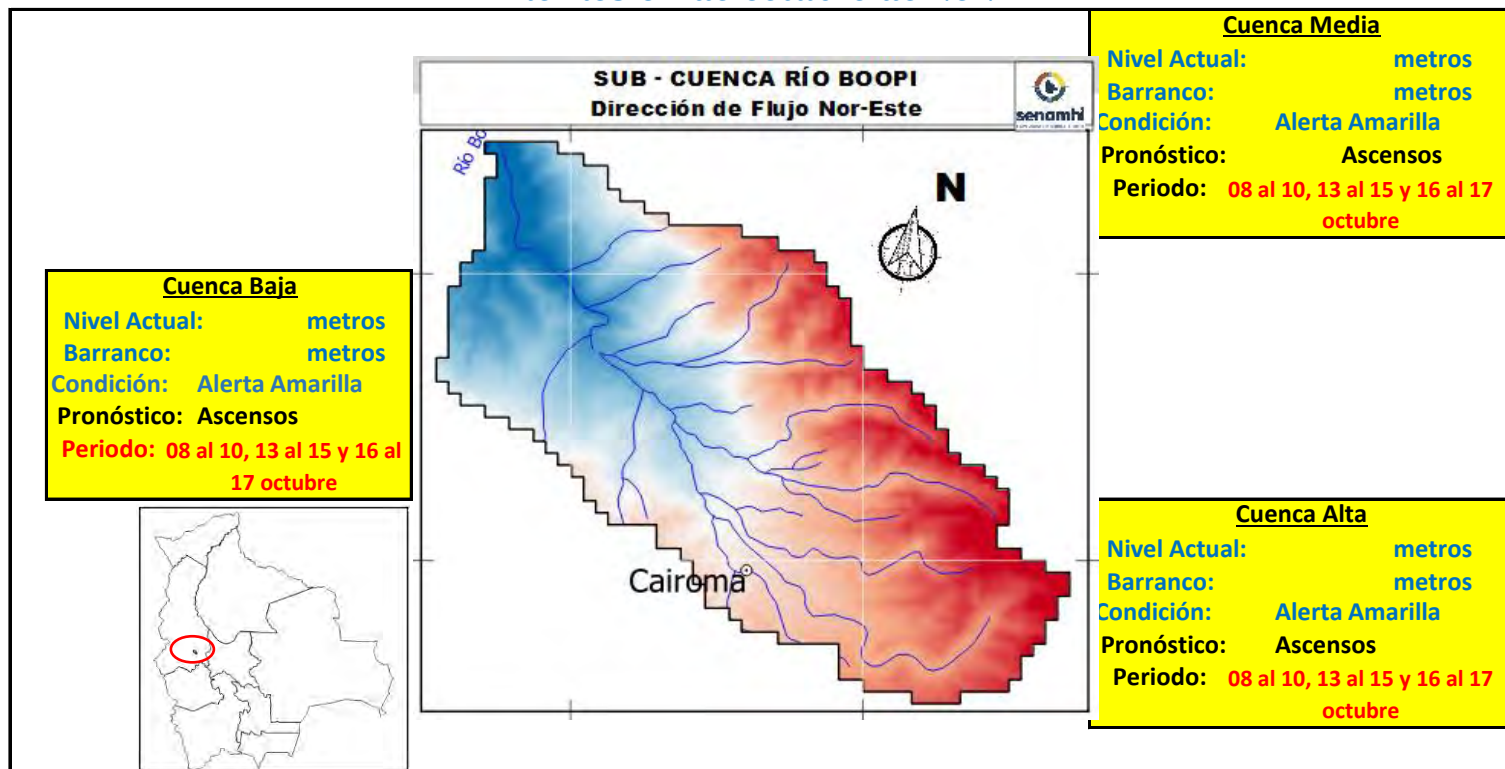 SUB - CUENCA RÍO BOOPI
Dirección de Flujo Nor-Este
senamhi
Río Bo
N
Cairoma
Cuenca Media
Nivel Actual: metros
Barranco: metros
Condición: Alerta Amarilla
Pronóstico: Ascensos
Periodo: 08 al 10, 13 al 15 y 16 al 17
octubre
Cuenca Baja
Nivel Actual: metros
Barranco: metros
Condición: Alerta Amarilla
Pronóstico: Ascensos
Periodo: 08 al 10, 13 al 15 y 16 al
17 octubre
Cuenca Alta
Nivel Actual: metros
Barranco: metros
Condición: Alerta Amarilla
Pronóstico: Ascensos
Periodo: 08 al 10, 13 al 15 y 16 al 17
octubre